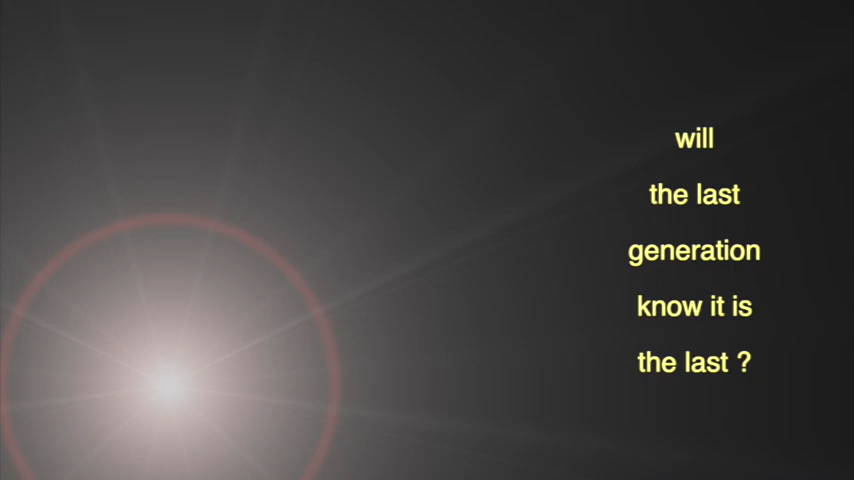 will
the last
generation
know it is
the last ?